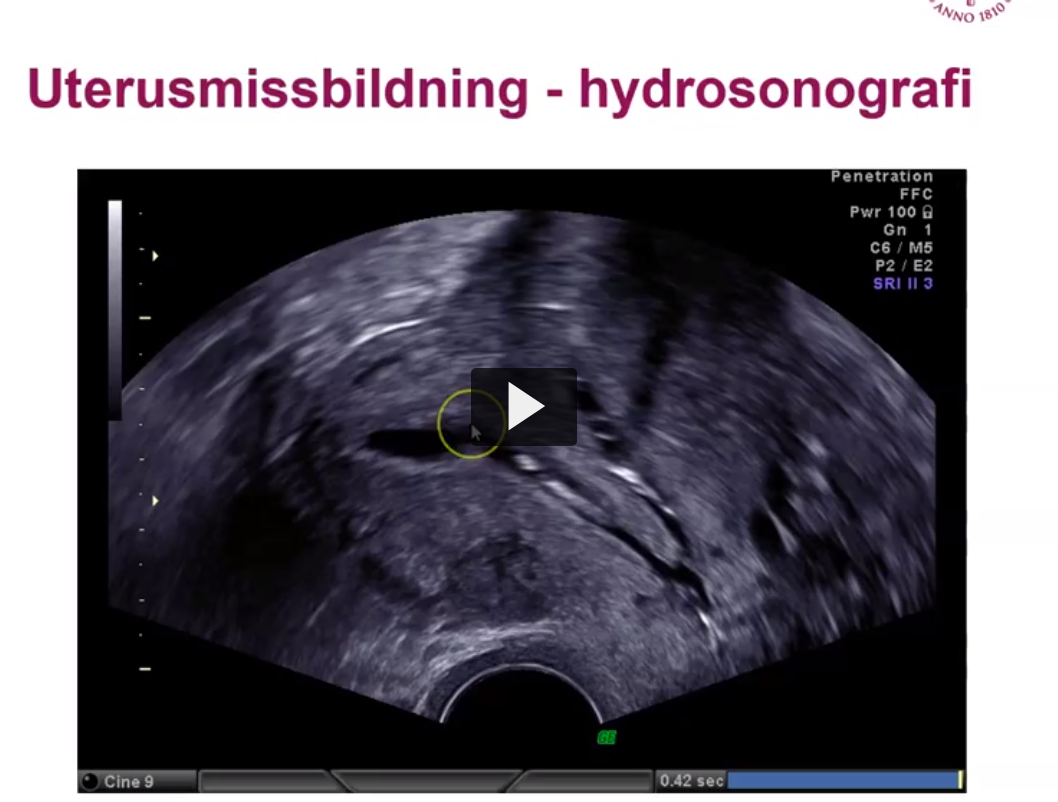 ANNO 1810
Uterusmissbildning - hydrosonografi
Penetration
FFC
Pwr 100
Gn 1
C6 / M5
P2 / E2
SRI II 3
GE
Cine 9
0.42 sec